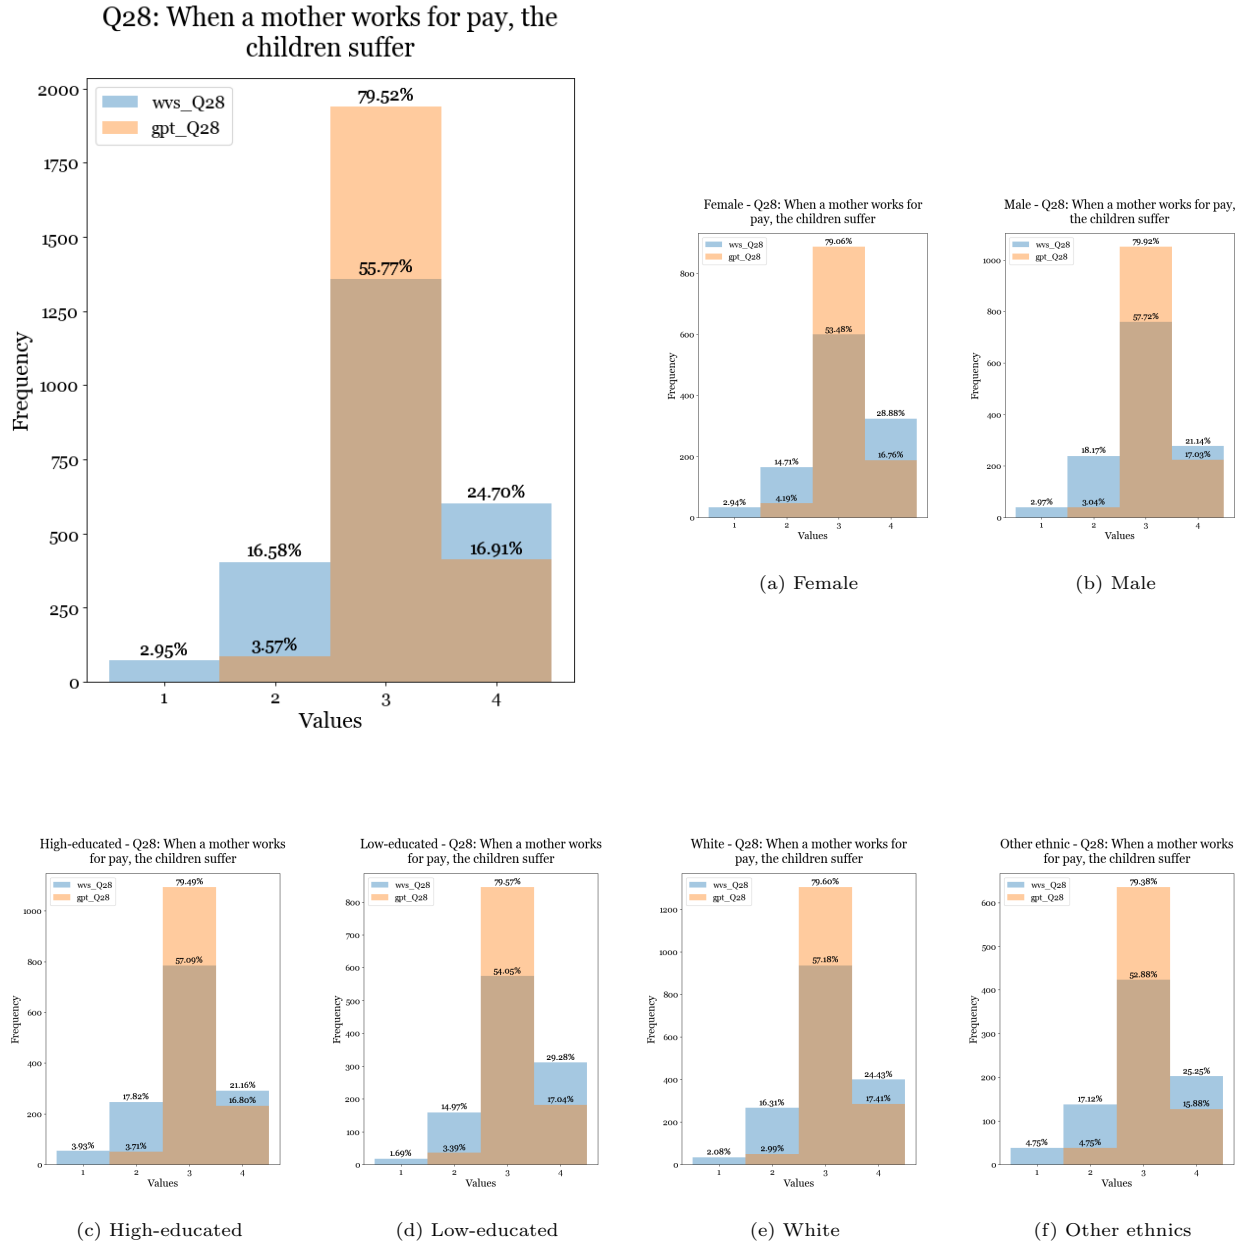 Q28: When a mother works for pay, the
children suffer
wvs_Q28
gpt_Q28
2000
1750
1500
1250
1000
750
500
250
0
Frequency
2.95%
16.58%
3.57%
79.52%
55.77%
24.70%
16.91%
1
2
3
4
Values
Female - Q28: When a mother works for
pay, the children suffer
wvs_Q28
gpt_Q28
800
600
400
200
0
Frequency
2.94%
14.71%
4.19%
79.06%
53.48%
28.88%
16.76%
1
2
3
4
Values
(a) Female
Male - Q28: When a mother works for pay,
the children suffer
wvs_Q28
gpt_Q28
1000
800
600
400
200
0
Frequency
2.97%
18.17%
3.04%
79.92%
57.72%
21.14%
17.03%
1
2
3
4
Values
(b) Male
High-educated - Q28: When a mother works
for pay, the children suffer
wvs_Q28
gpt_Q28
1000
800
600
400
200
0
Frequency
3.93%
17.82%
3.71%
79.49%
57.09%
21.16%
16.80%
1
2
3
4
Values
(c) High-educated
Low-educated - Q28: When a mother works
for pay, the children suffer
wvs_Q28
gpt_Q28
800
700
600
500
400
300
200
100
0
Frequency
1.69%
14.97%
3.39%
79.57%
54.05%
29.28%
17.04%
1
2
3
4
Values
(d) Low-educated
White - Q28: When a mother works for
pay, the children suffer
wvs_Q28
gpt_Q28
1200
1000
800
600
400
200
0
Frequency
2.08%
16.31%
2.99%
79.60%
57.18%
24.43%
17.41%
1
2
3
4
Values
(e) White
Other ethnic - Q28: When a mother works
for pay, the children suffer
wvs_Q28
gpt_Q28
600
500
400
300
200
100
0
Frequency
4.75%
17.12%
4.75%
79.38%
52.88%
25.25%
15.88%
1
2
3
4
Values
(f) Other ethnics